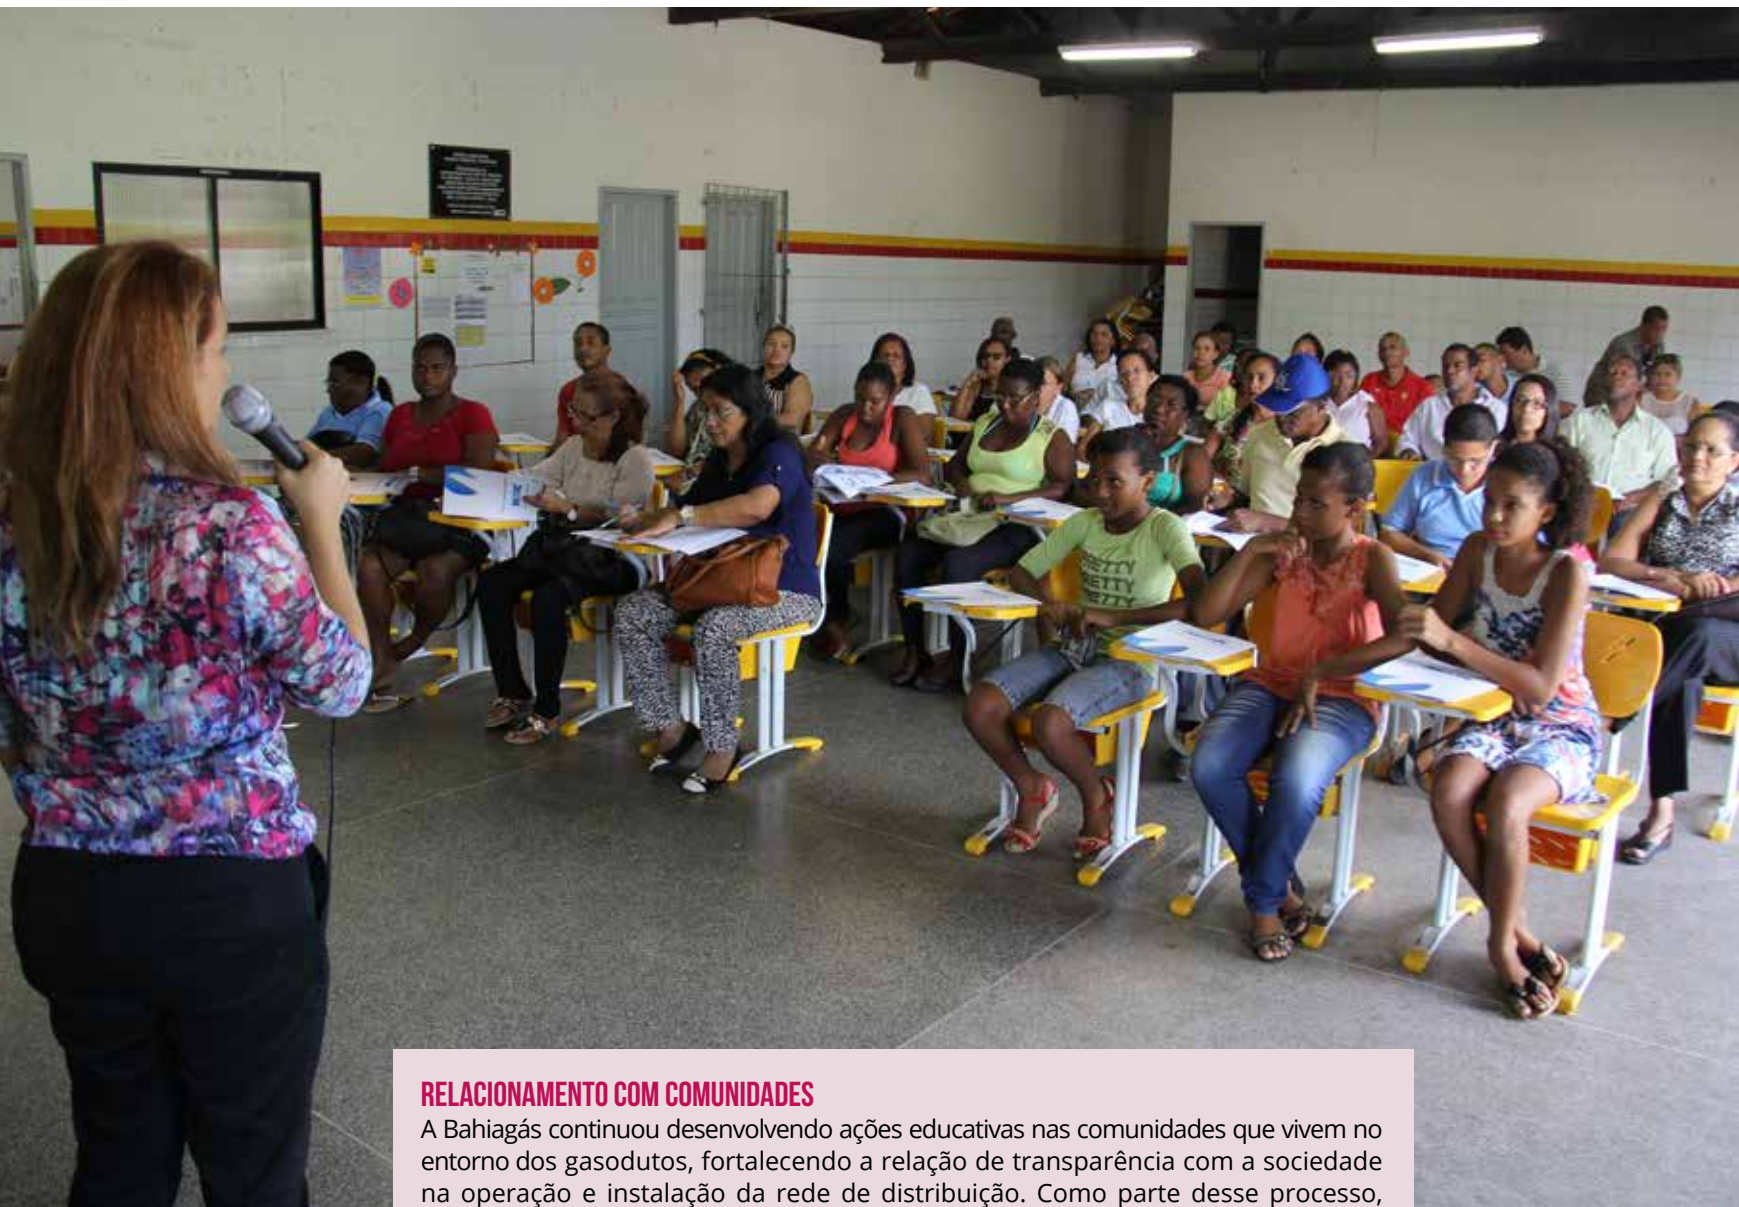 PRETTY
PRETTY
PRETTY
RELACIONAMENTO COM COMUNIDADES
A Bahiagás continuou desenvolvendo ações educativas nas comunidades que vivem no
entorno dos gasodutos, fortalecendo a relação de transparência com a sociedade
na operação e instalação da rede de distribuição. Como parte desse processo,